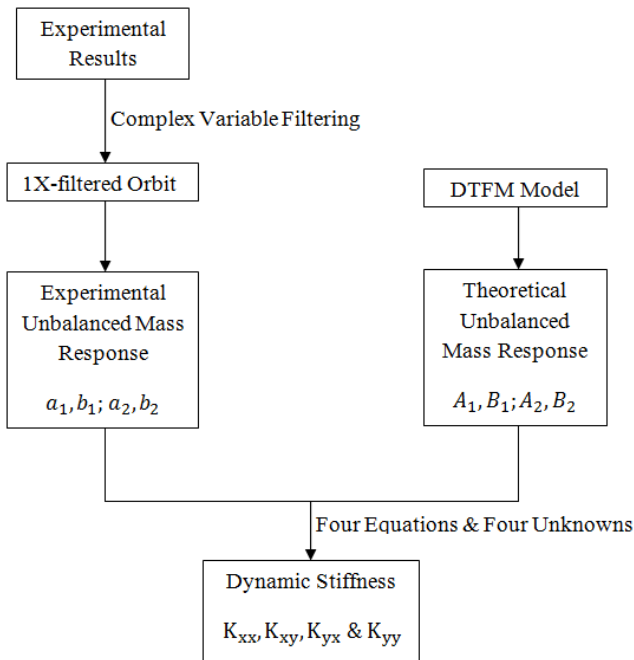 Experimental
Results
Complex Variable Filtering
1X-filtered Orbit
DTFM Model
Experimental
Unbalanced Mass
Response
a₁, b₁; a₂, b₂
Theoretical
Unbalanced
Mass Response
A₁, B₁; A₂, B₂
Four Equations & Four Unknowns
Dynamic Stiffness
Kxx, Kxy, Kyx & Kyy